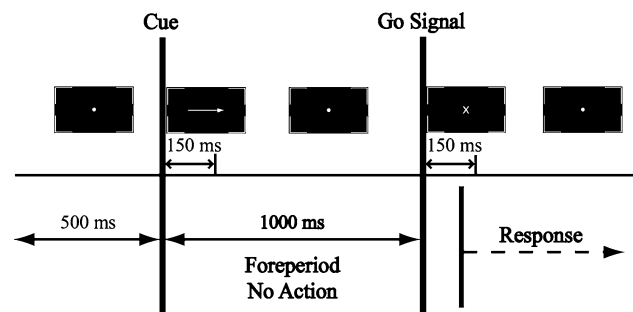 Cue
Go Signal
x
150 ms
150 ms
500 ms
1000 ms
Response
Foreperiod
No Action